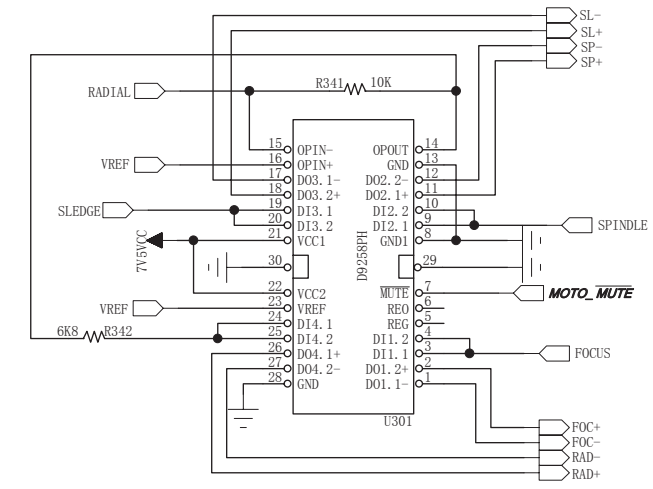 SL-
SL+
SP-
SP+
R341 10K
RADIAL
15 OPIN- OPOUT 14
VREF 16 OPIN+ GND 13
17 DO3. 1- DO2. 2- 12
18 DO3. 2+ DO2. 1+ 11
SLEDGE 19 DI3. 1 DI2. 2 10
20 DI3. 2 DI2. 1 9 SPINDLE
7V5VCC 21 VCC1 GND1 8
D9258PH
30 29
22 VCC2 MUTE 7 MOTO_MUTE
VREF 23 VREF REO 6
24 DI4. 1 REG 5
6K8 R342 25 DI4. 2 DI1. 2 4
26 DO4. 1+ DI1. 1 3 FOCUS
27 DO4. 2- DO1. 2+ 2
28 GND DO1. 1- 1
U301
FOC+
FOC-
RAD-
RAD+